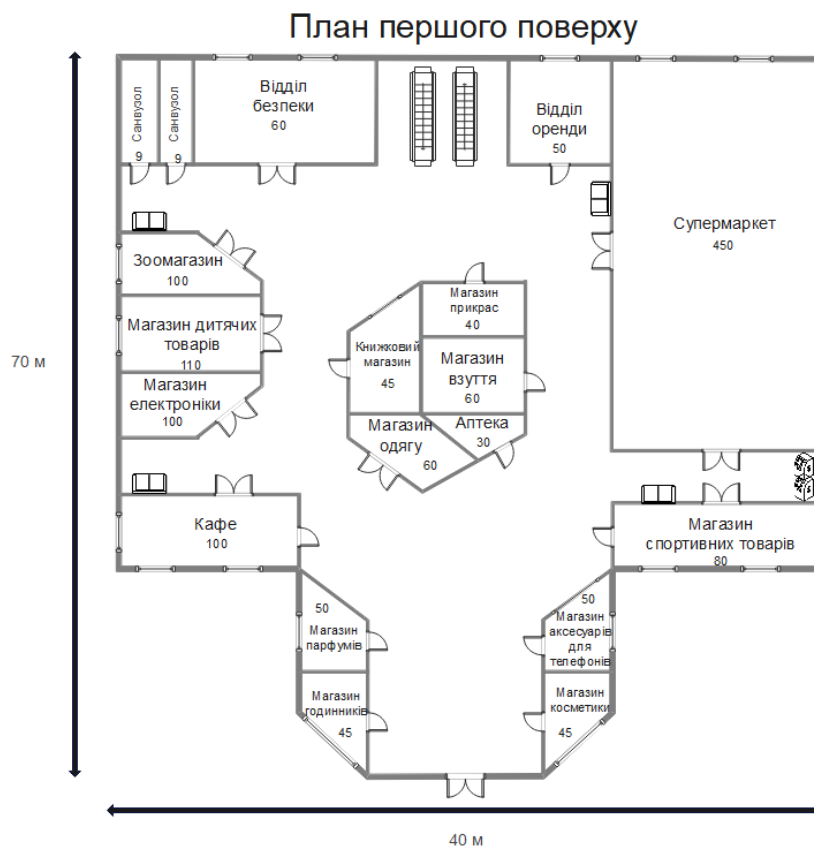 План першого поверху
Санвузол
9
Санвузол
9
Відділ
безпеки
60
Відділ
оренди
50
Супермаркет
450
Зоомагазин
100
Магазин дитячих
товарів
110
Магазин
електроніки
100
Магазин
прикрас
40
Книжковий
магазин
45
Магазин
взуття
60
Магазин
одягу
60
Аптека
30
70 м
Кафе
100
Магазин
спортивних товарів
80
50
Магазин
парфумів
50
Магазин
аксесуарів
для
телефонів
Магазин
годинників
45
Магазин
косметики
45
40 м